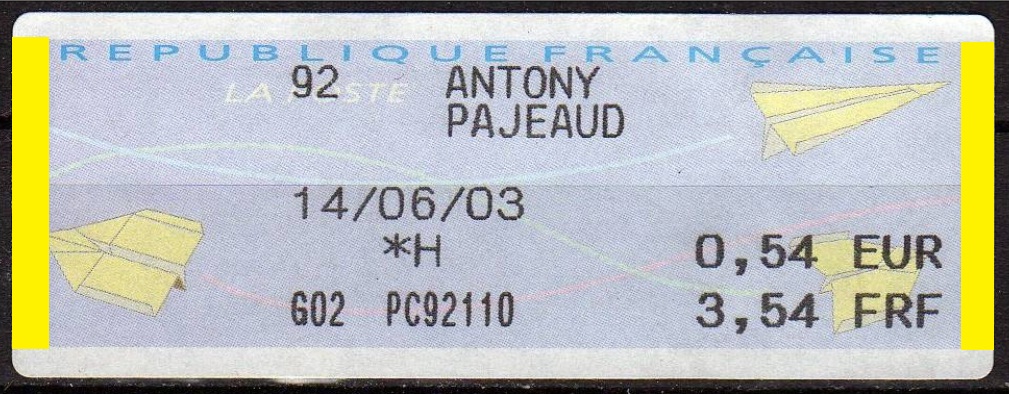 REPUBLIQUE FRANÇAISE
LA POSTE
92 ANTONY
PAJEAUD
14/06/03
*H 0,54 EUR
G02 PC92110 3,54 FRF